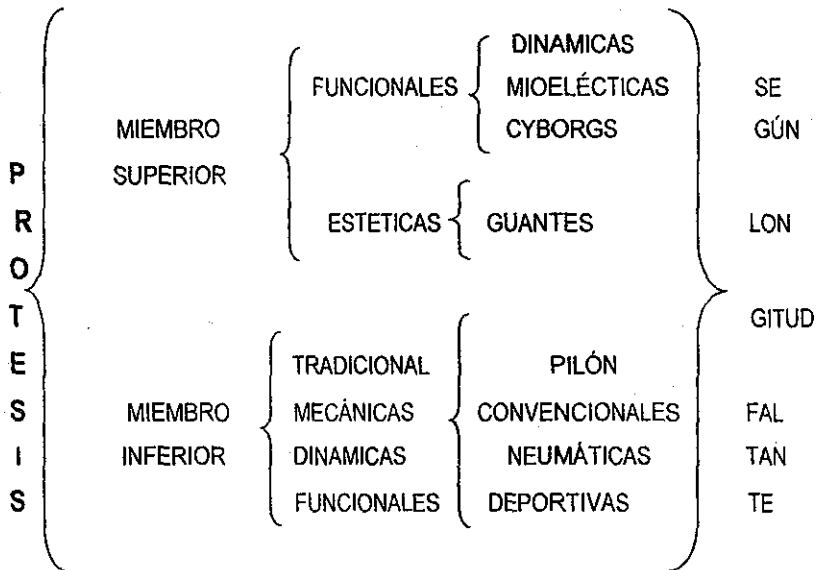 PROTESIS
MIEMBRO
SUPERIOR
FUNCIONALES
DINAMICAS
MIOELÉCTICAS
CYBORGS
ESTETICAS
GUANTES
MIEMBRO
INFERIOR
TRADICIONAL
MECÁNICAS
DINAMICAS
FUNCIONALES
PILÓN
CONVENCIONALES
NEUMÁTICAS
DEPORTIVAS
SE
GÚN
LON
GITUD
FAL
TAN
TE